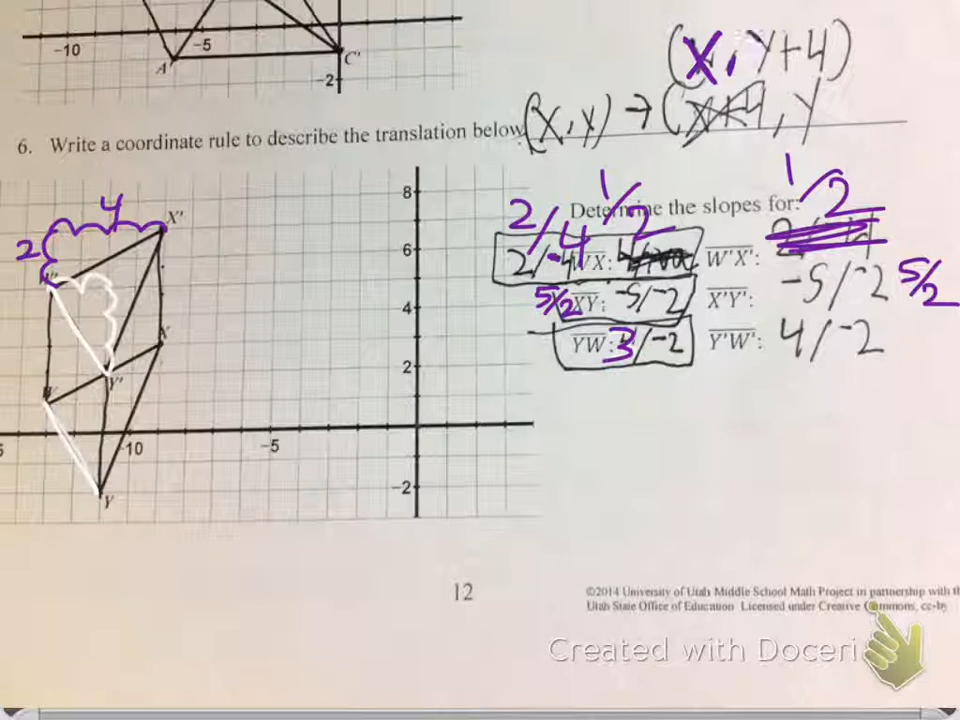 -10 -5
A C'
-2
(X, Y+4)
6. Write a coordinate rule to describe the translation below. (X, Y) → (X+4, Y
4 X'
8
1/2 1/2
Determine the slopes for:
2 2/4
6 2/-4 WX: W'X':
5/2 XY: -5/-2 X'Y': -5/-2 5/2
4 X
YW: 3/-2 Y'W': 4/-2
2 Y'
W
10 -5
-2
Y
12
©2014 University of Utah Middle School Math Project in partnership with th
Utah State Office of Education Licensed under Creative Commons, cc-by
Created with Doceri